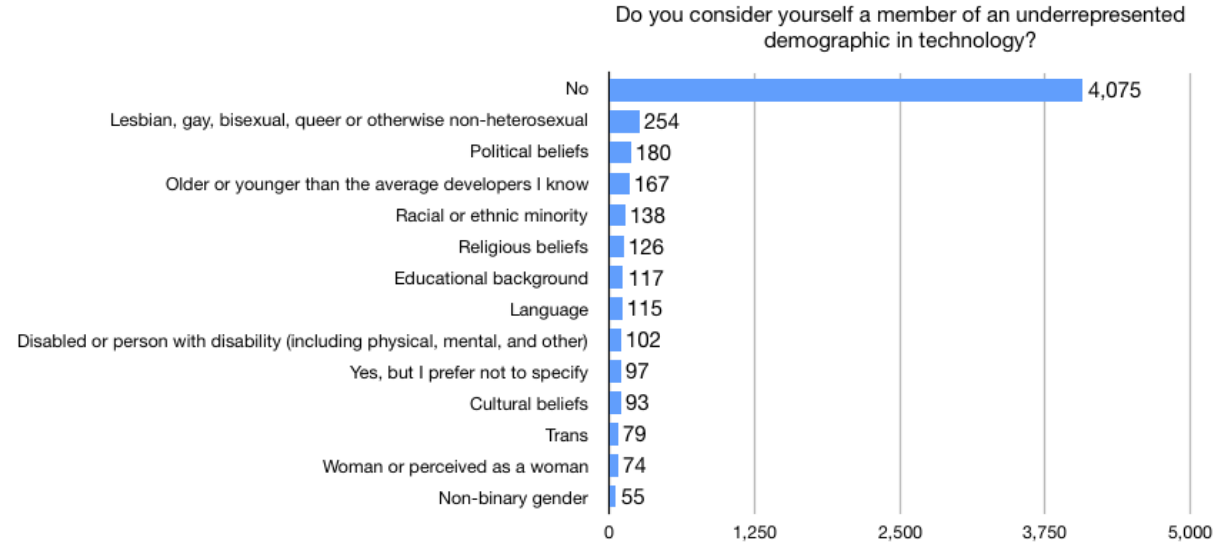 Do you consider yourself a member of an underrepresented
demographic in technology?
No 4,075
Lesbian, gay, bisexual, queer or otherwise non-heterosexual 254
Political beliefs 180
Older or younger than the average developers I know 167
Racial or ethnic minority 138
Religious beliefs 126
Educational background 117
Language 115
Disabled or person with disability (including physical, mental, and other) 102
Yes, but I prefer not to specify 97
Cultural beliefs 93
Trans 79
Woman or perceived as a woman 74
Non-binary gender 55
0 1,250 2,500 3,750 5,000